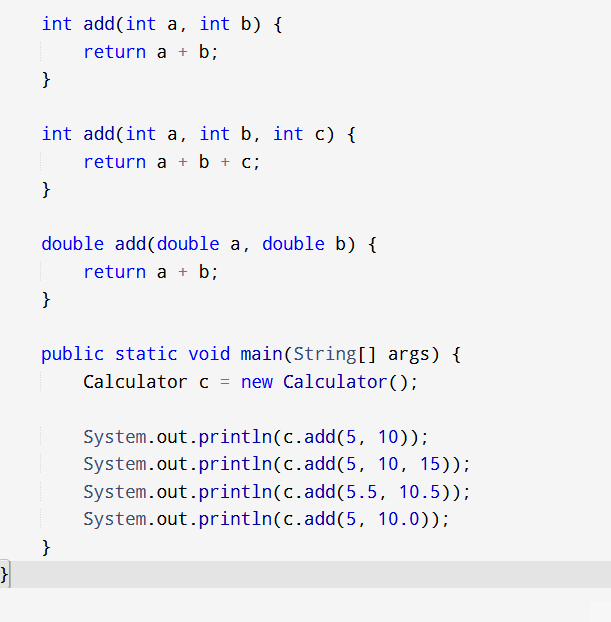 int add(int a, int b) {
return a + b;
}
int add(int a, int b, int c) {
return a + b + c;
}
double add(double a, double b) {
return a + b;
}
public static void main(String[] args) {
Calculator c = new Calculator();
System.out.println(c.add(5, 10));
System.out.println(c.add(5, 10, 15));
System.out.println(c.add(5.5, 10.5));
System.out.println(c.add(5, 10.0));
}
}